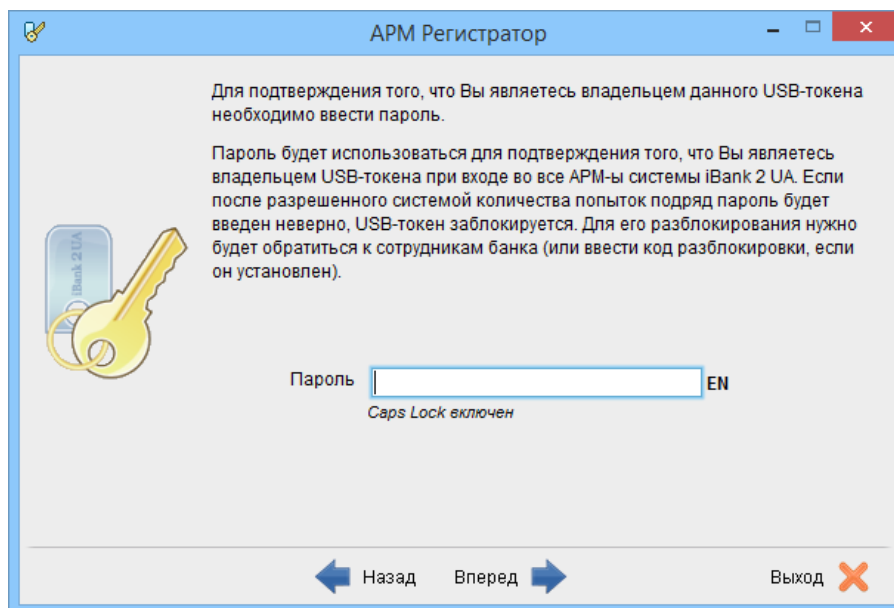 АРМ Регистратор
Для подтверждения того, что Вы являетесь владельцем данного USB-токена
необходимо ввести пароль.
Пароль будет использоваться для подтверждения того, что Вы являетесь
владельцем USB-токена при входе во все АРМ-ы системы iBank 2 UA. Если
после разрешенного системой количества попыток подряд пароль будет
введен неверно, USB-токен заблокируется. Для его разблокирования нужно
будет обратиться к сотрудникам банка (или ввести код разблокировки, если
он установлен).
iBank 2 UA
Пароль
EN
Caps Lock включен
Назад
Вперед
Выход